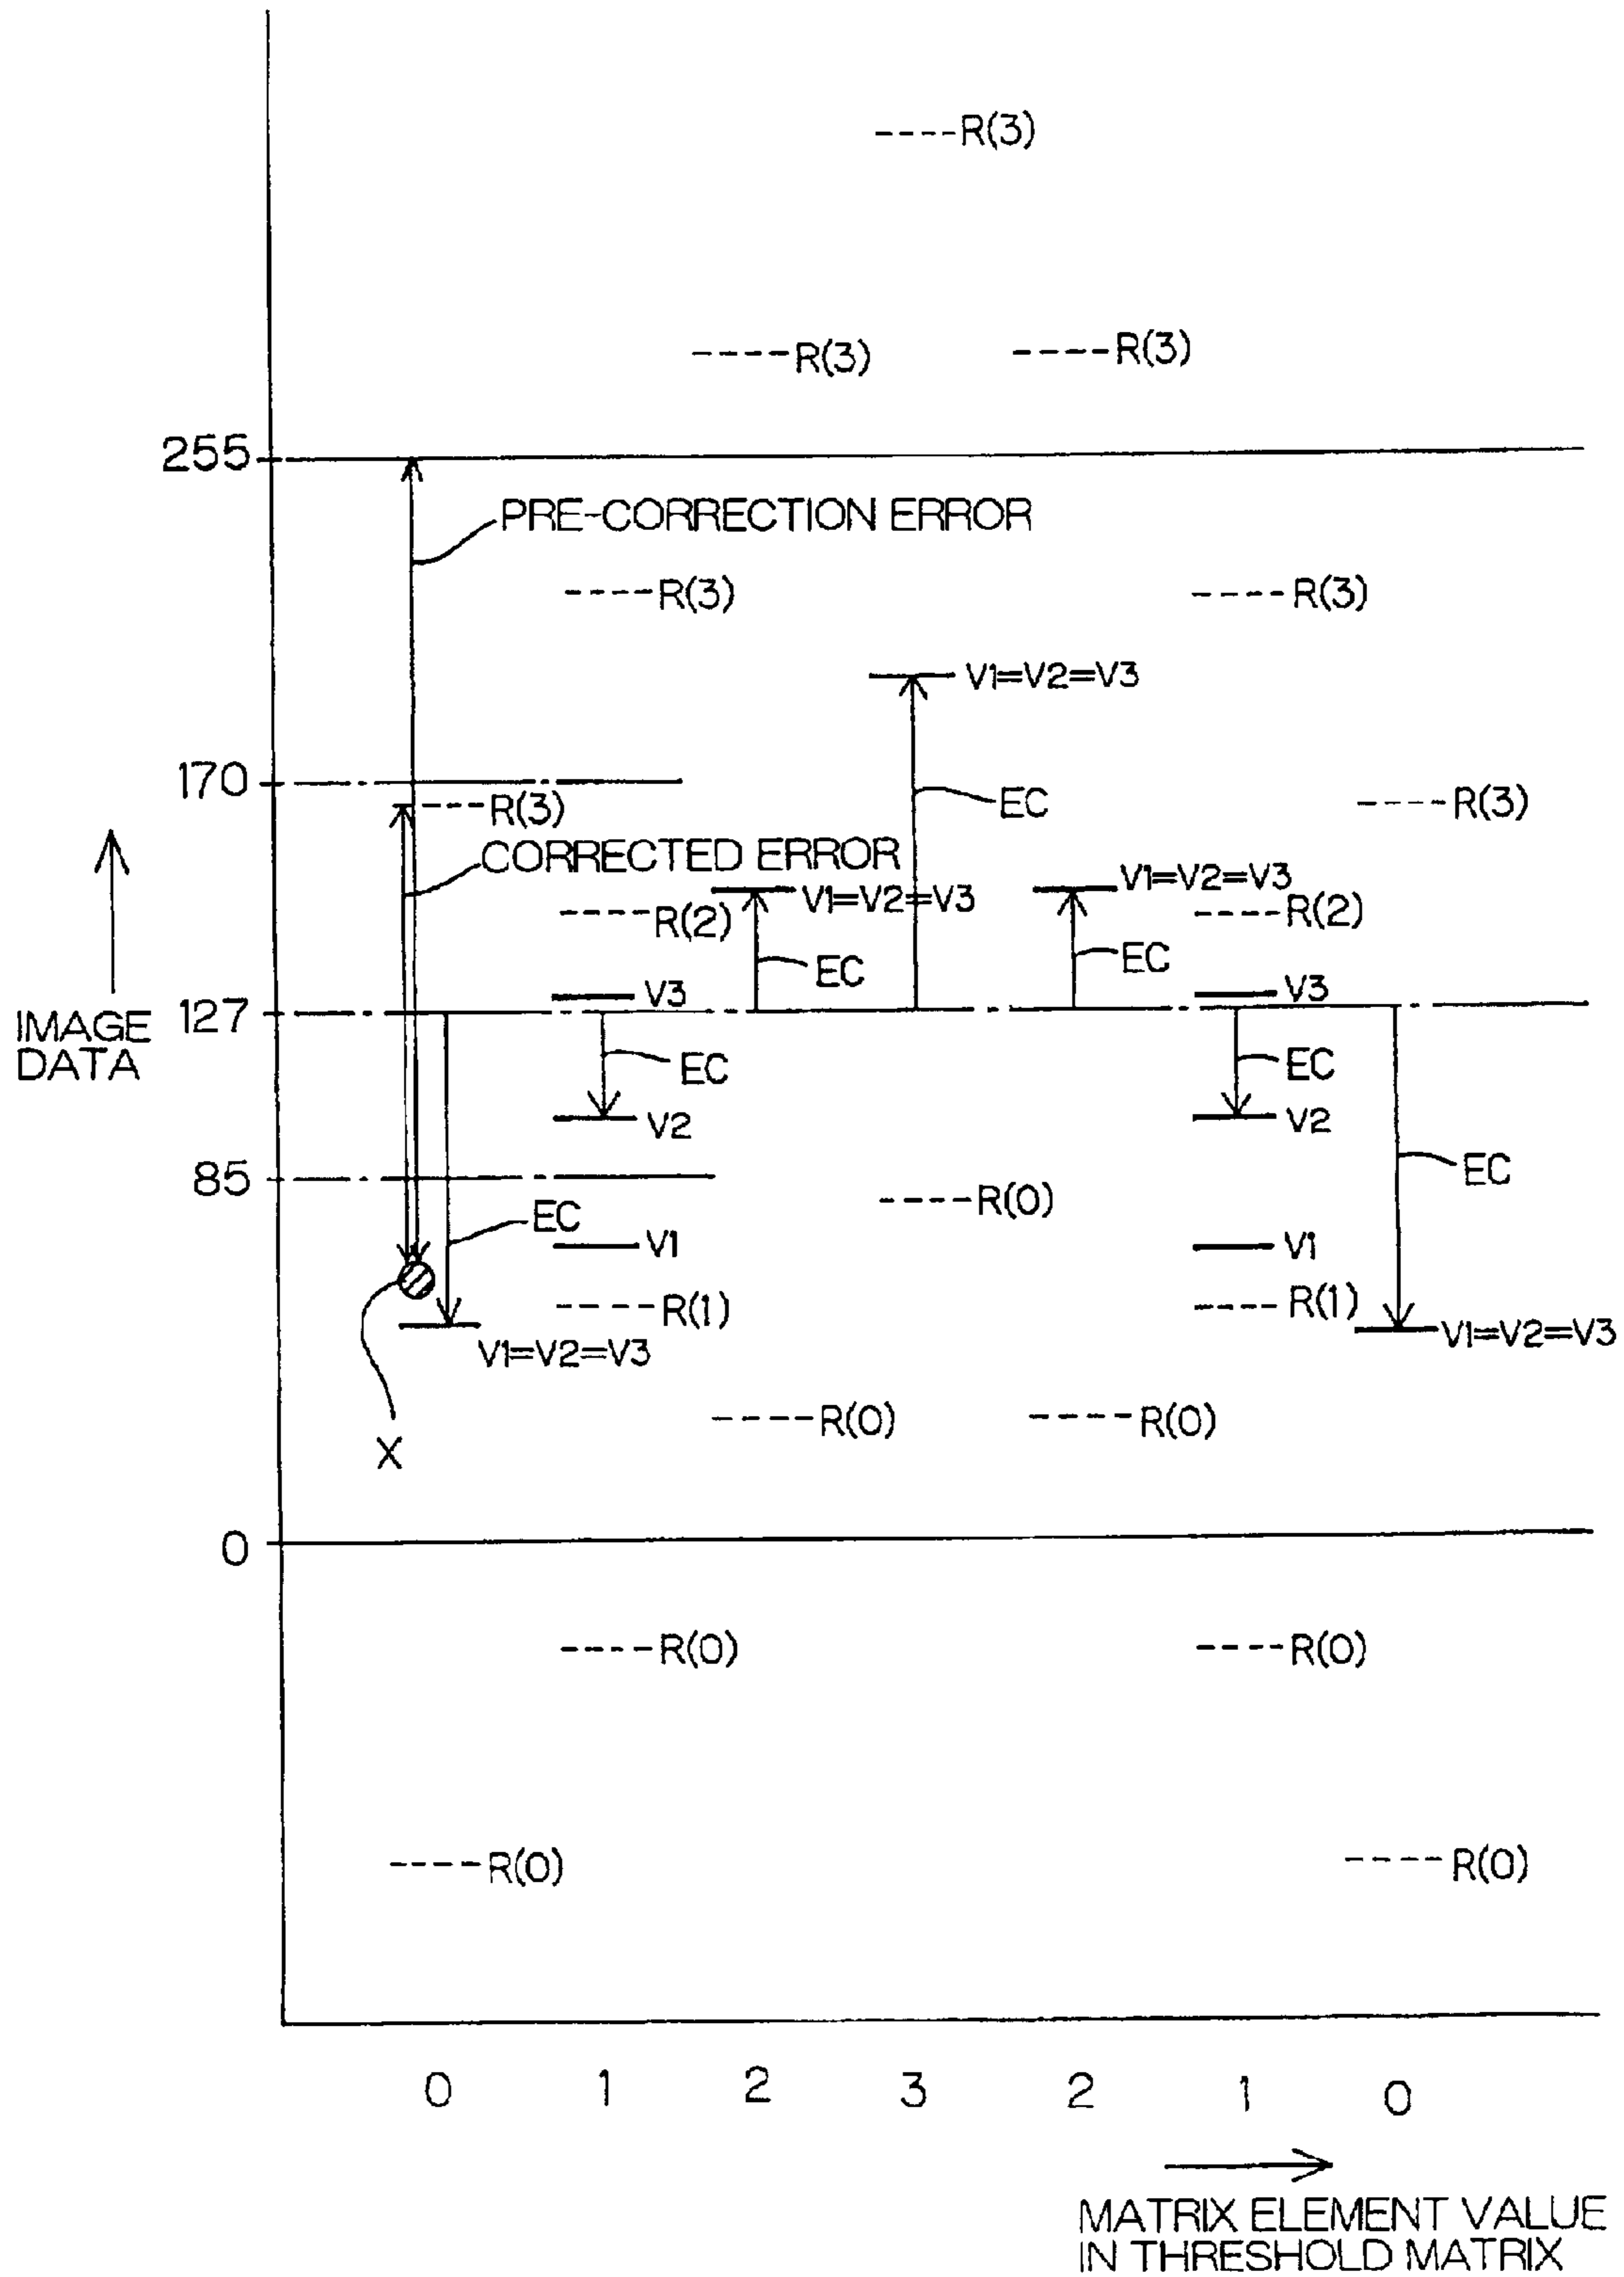 R(3)
R(3)
R(3)
255
PRE-CORRECTION ERROR
R(3)
R(3)
V1=V2=V3
170
R(3)
EC
R(3)
CORRECTED ERROR
V1=V2=V3
V1=V2=V3
R(2)
R(2)
EC
EC
V3
V3
IMAGE
DATA
127
EC
EC
V2
V2
85
EC
R(0)
EC
V1
V1
R(1)
R(1)
V1=V2=V3
V1=V2=V3
R(0)
R(0)
X
0
R(0)
R(0)
R(0)
R(0)
0 1 2 3 2 1 0
MATRIX ELEMENT VALUE
IN THRESHOLD MATRIX